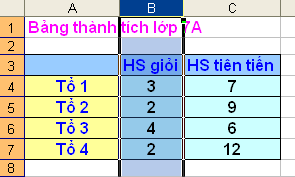 A B C
1 Bảng thành tích lớp 7A
2
3 HS giỏi HS tiên tiến
4 Tổ 1 3 7
5 Tổ 2 2 9
6 Tổ 3 4 6
7 Tổ 4 2 12
8